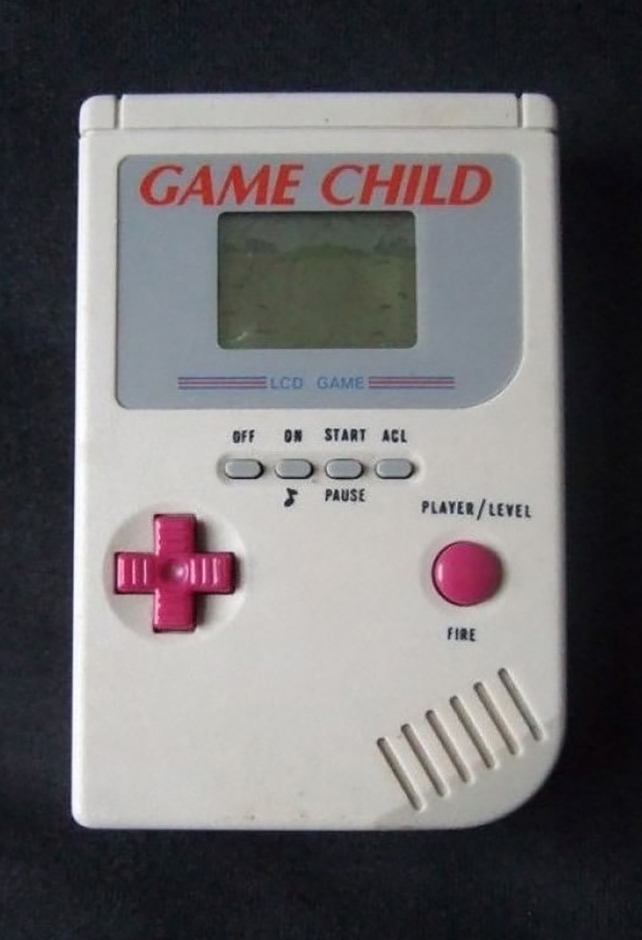 GAME CHILD
LCD GAME
OFF ON START ACL
♪ PAUSE
PLAYER/LEVEL
FIRE